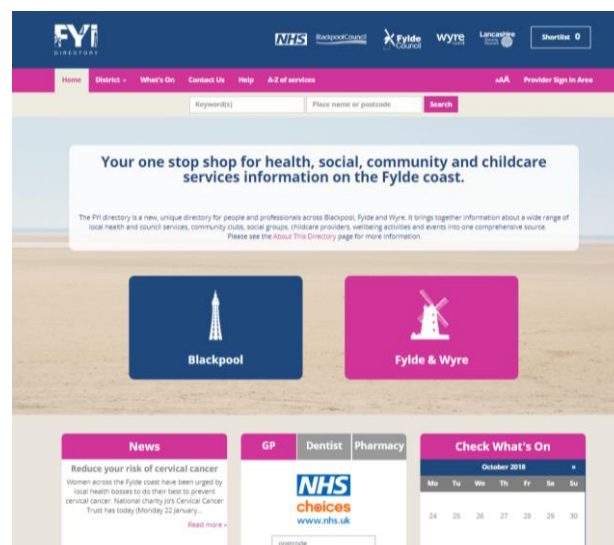 FYi
DIRECTORY
NHS
BlackpoolCouncil
Fylde
Council
wyre
council
Lancashire
County
Council
Shortlist 0
Home
District
What's On
Contact Us
Help
A-Z of services
AAA
Provider Sign In Area
Keyword(s)
Place name or postcode
Search
Your one stop shop for health, social, community and childcare
services information on the Fylde coast.
The FYI directory is a new, unique directory for people and professionals across Blackpool, Fylde and Wyre. It brings together information about a wide range of
local health and council services, community clubs, social groups, childcare providers, wellbeing activities and events into one comprehensive source.
Please see the About This Directory page for more information.
Blackpool
Fylde & Wyre
News
Reduce your risk of cervical cancer
Women across the Fylde coast have been urged by
local health bosses to do their best to prevent
cervical cancer. National charity Jo's Cervical Cancer
Trust has today (Monday 22 January...
Read more »
GP
Dentist
Pharmacy
NHS
choices
www.nhs.uk
postcode
Check What's On
October 2018 »
Mo Tu We Th Fr Sa Su
24 25 26 27 28 29 30